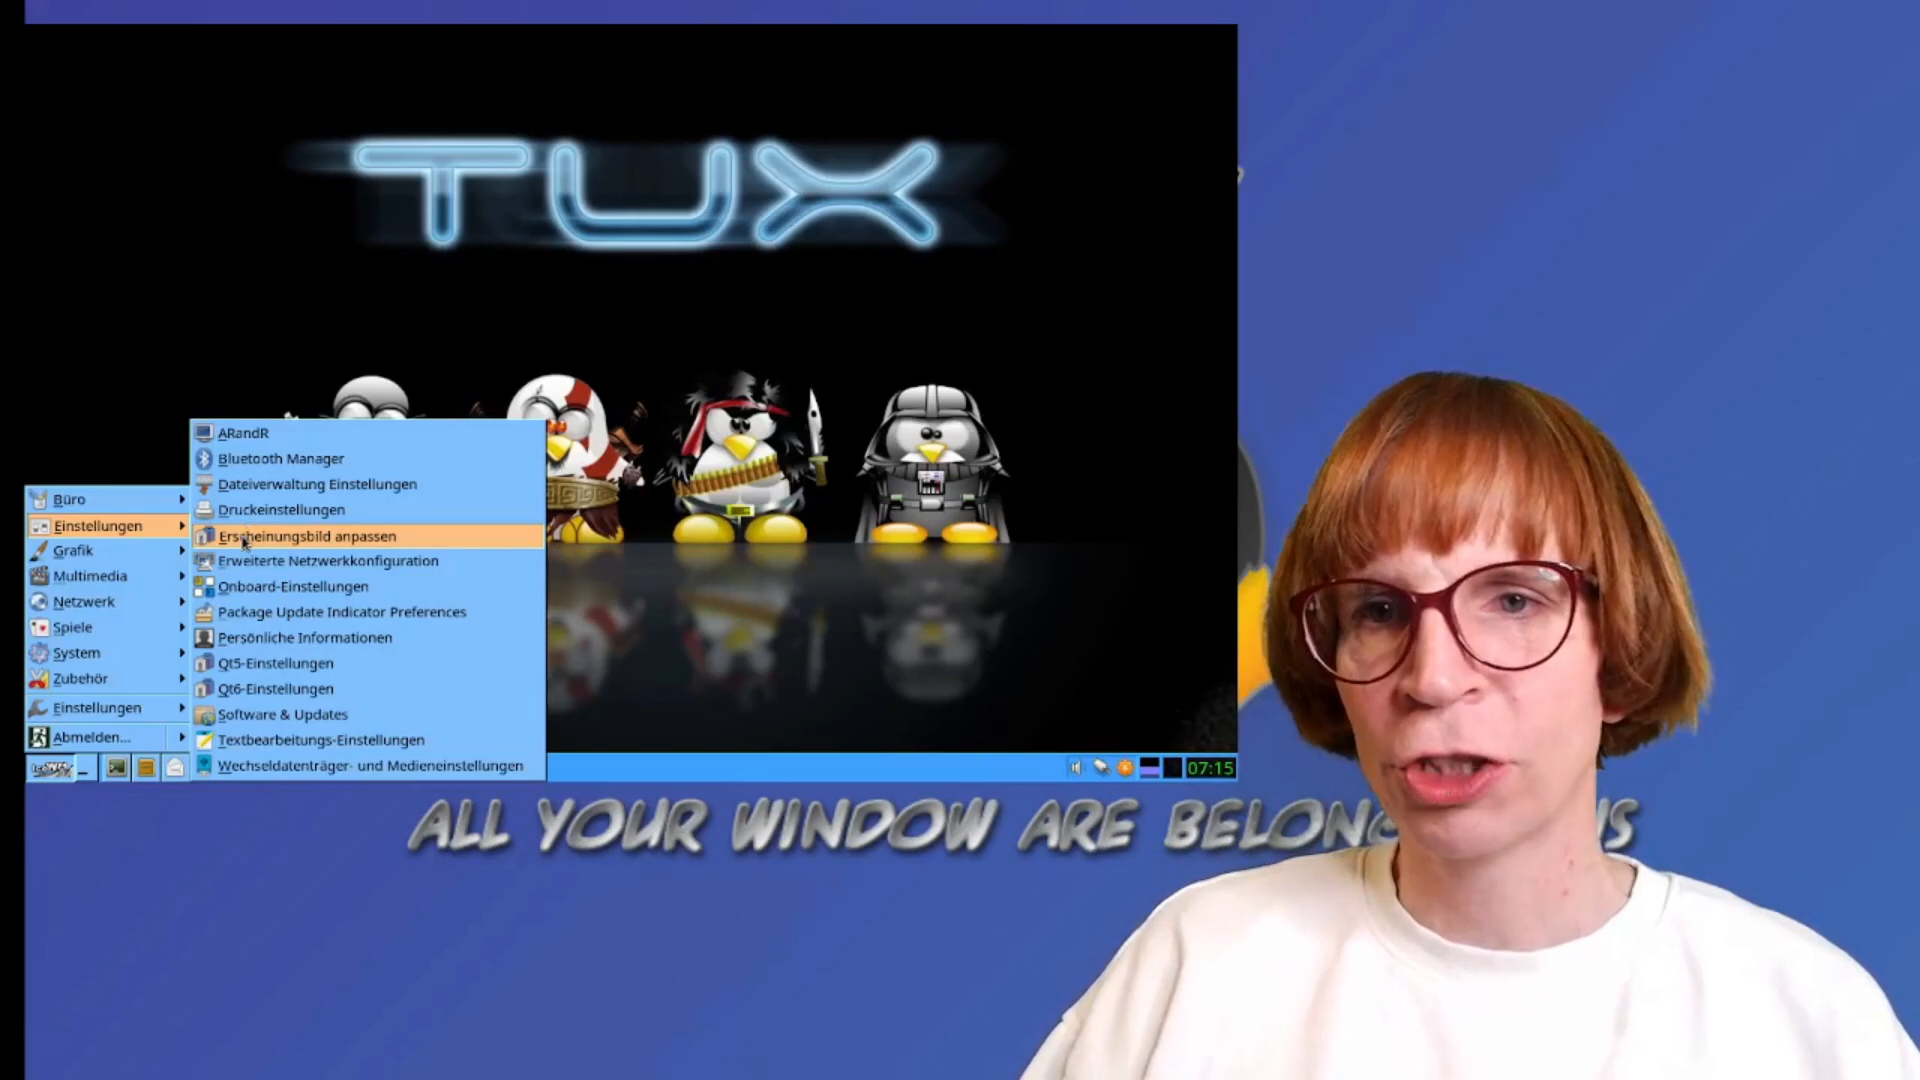 TUX
ARandR
Bluetooth Manager
Dateiverwaltung Einstellungen
Druckeinstellungen
Erscheinungsbild anpassen
Erweiterte Netzwerkkonfiguration
Onboard-Einstellungen
Package Update Indicator Preferences
Persönliche Informationen
Qt5-Einstellungen
Qt6-Einstellungen
Software & Updates
Textbearbeitungs-Einstellungen
Wechseldatenträger- und Medieneinstellungen
Büro
Einstellungen
Grafik
Multimedia
Netzwerk
Spiele
System
Zubehör
Einstellungen
Abmelden...
IceWM
07:15
ALL YOUR WINDOW ARE BELONG